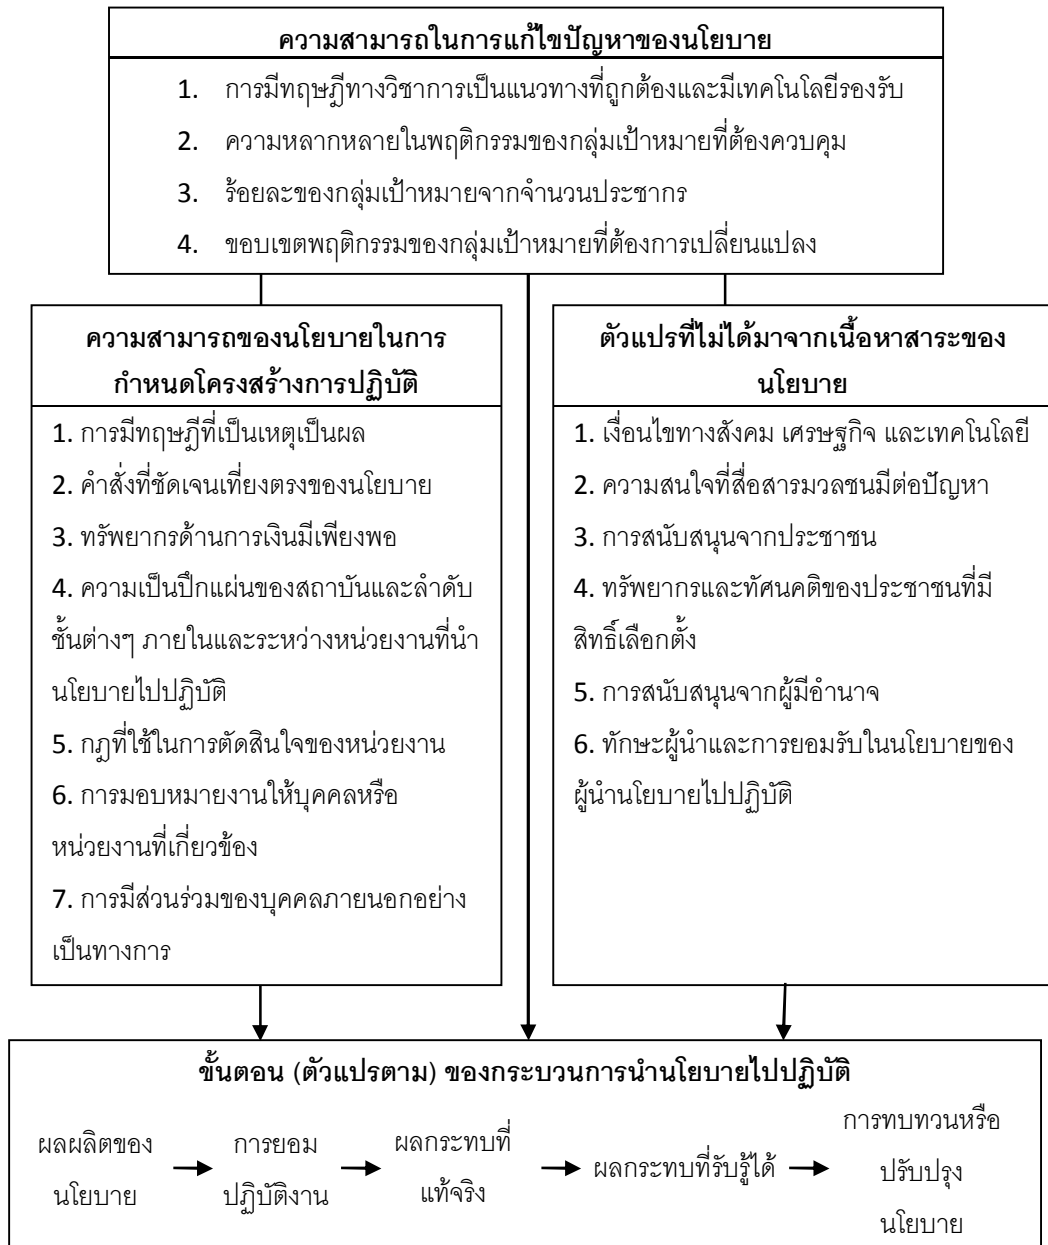 ความสามารถในการแก้ไขปัญหาของนโยบาย
1. การมีทฤษฎีทางวิชาการเป็นแนวทางที่ถูกต้องและมีเทคโนโลยีรองรับ
2. ความหลากหลายในพฤติกรรมของกลุ่มเป้าหมายที่ต้องควบคุม
3. ร้อยละของกลุ่มเป้าหมายจากจำนวนประชากร
4. ขอบเขตพฤติกรรมของกลุ่มเป้าหมายที่ต้องการเปลี่ยนแปลง
ความสามารถของนโยบายในการ
กำหนดโครงสร้างการปฏิบัติ
1. การมีทฤษฎีที่เป็นเหตุเป็นผล
2. คำสั่งที่ชัดเจนเที่ยงตรงของนโยบาย
3. ทรัพยากรด้านการเงินมีเพียงพอ
4. ความเป็นปึกแผ่นของสถาบันและลำดับ
ชั้นต่างๆ ภายในและระหว่างหน่วยงานที่นำ
นโยบายไปปฏิบัติ
5. กฎที่ใช้ในการตัดสินใจของหน่วยงาน
6. การมอบหมายงานให้บุคคลหรือ
หน่วยงานที่เกี่ยวข้อง
7. การมีส่วนร่วมของบุคคลภายนอกอย่าง
เป็นทางการ
ตัวแปรที่ไม่ได้มาจากเนื้อหาสาระของ
นโยบาย
1. เงื่อนไขทางสังคม เศรษฐกิจ และเทคโนโลยี
2. ความสนใจที่สื่อสารมวลชนมีต่อปัญหา
3. การสนับสนุนจากประชาชน
4. ทรัพยากรและทัศนคติของประชาชนที่มี
สิทธิ์เลือกตั้ง
5. การสนับสนุนจากผู้มีอำนาจ
6. ทักษะผู้นำและการยอมรับในนโยบายของ
ผู้นำนโยบายไปปฏิบัติ
ขั้นตอน (ตัวแปรตาม) ของกระบวนการนำนโยบายไปปฏิบัติ
ผลผลิตของ
นโยบาย
การยอม
ปฏิบัติงาน
ผลกระทบที่
แท้จริง
ผลกระทบที่รับรู้ได้
การทบทวนหรือ
ปรับปรุง
นโยบาย